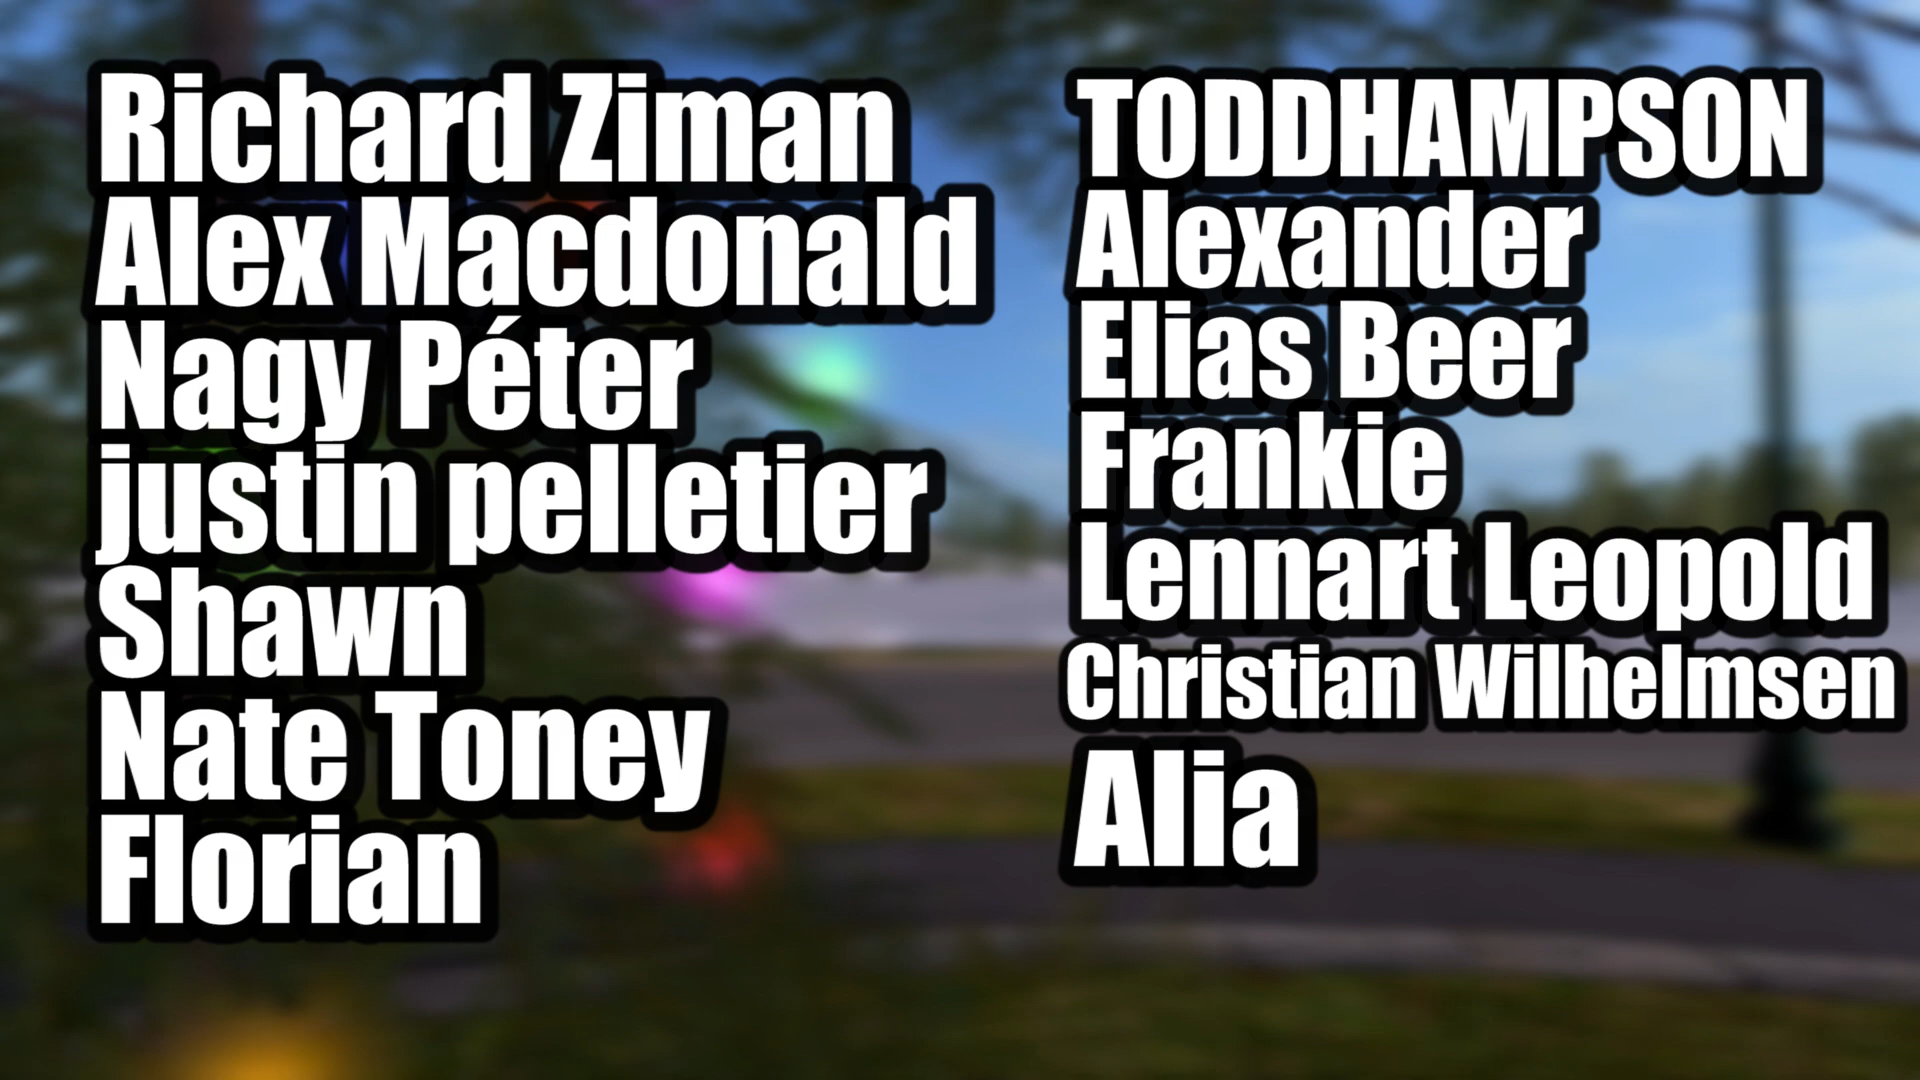 Richard Ziman
Alex Macdonald
Nagy Péter
justin pelletier
Shawn
Nate Toney
Florian
TODDHAMPSON
Alexander
Elias Beer
Frankie
Lennart Leopold
Christian Wilhelmsen
Alia